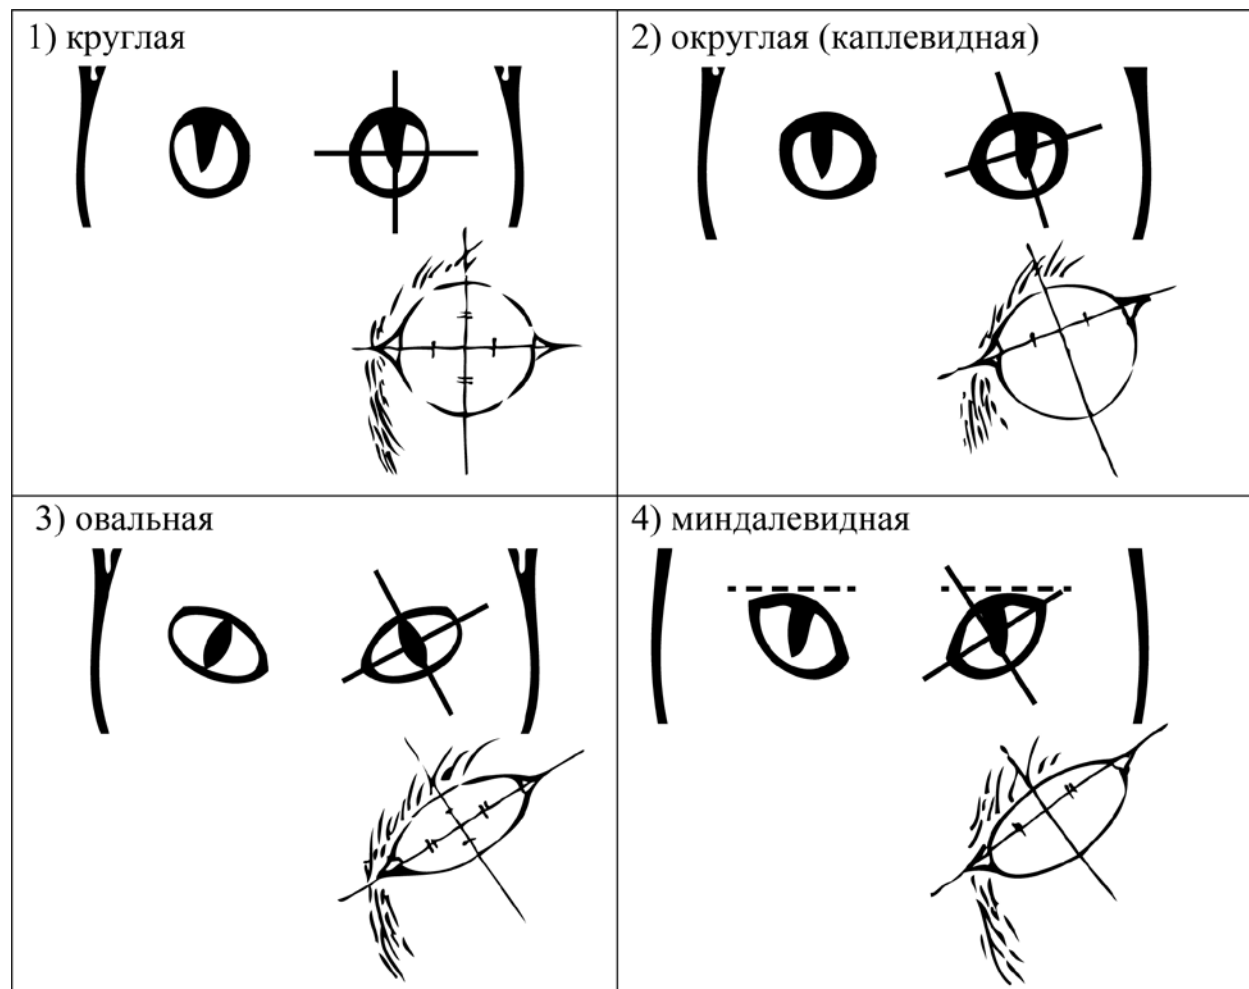 1) круглая
2) округлая (каплевидная)
3) овальная
4) миндалевидная